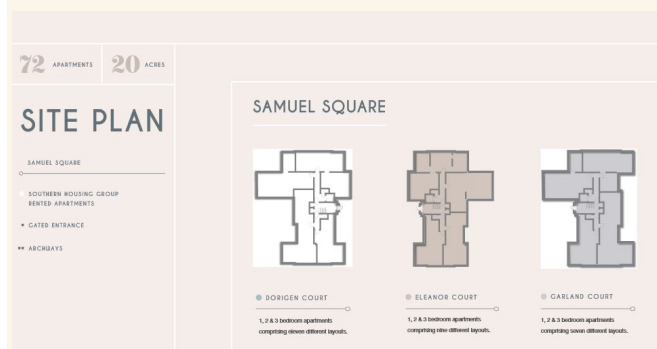 72 APARTMENTS
20 ACRES
SITE PLAN
SAMUEL SQUARE
SOUTHERN HOUSING GROUP
RENTED APARTMENTS
* GATED ENTRANCE
** ARCHWAYS
SAMUEL SQUARE
DORIGEN COURT
1, 2 & 3 bedroom apartments
comprising eleven different layouts.
ELEANOR COURT
1, 2 & 3 bedroom apartments
comprising nine different layouts.
GARLAND COURT
1, 2 & 3 bedroom apartments
comprising seven different layouts.